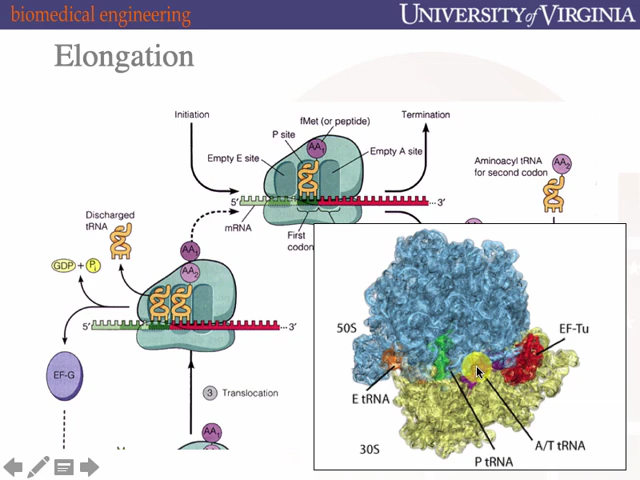 biomedical engineering
UNIVERSITY of VIRGINIA
Elongation
Initiation
Termination
fMet (or peptide)
P site
AA1
Empty E site
Empty A site
Aminoacyl tRNA
for second codon
AA2
5'
3'
mRNA
First
codon
Discharged
tRNA
GDP + Pi
AA1
AA2
5'
3'
EF-G
3 Translocation
AA1
50S
EF-Tu
E tRNA
A/T tRNA
30S
P tRNA